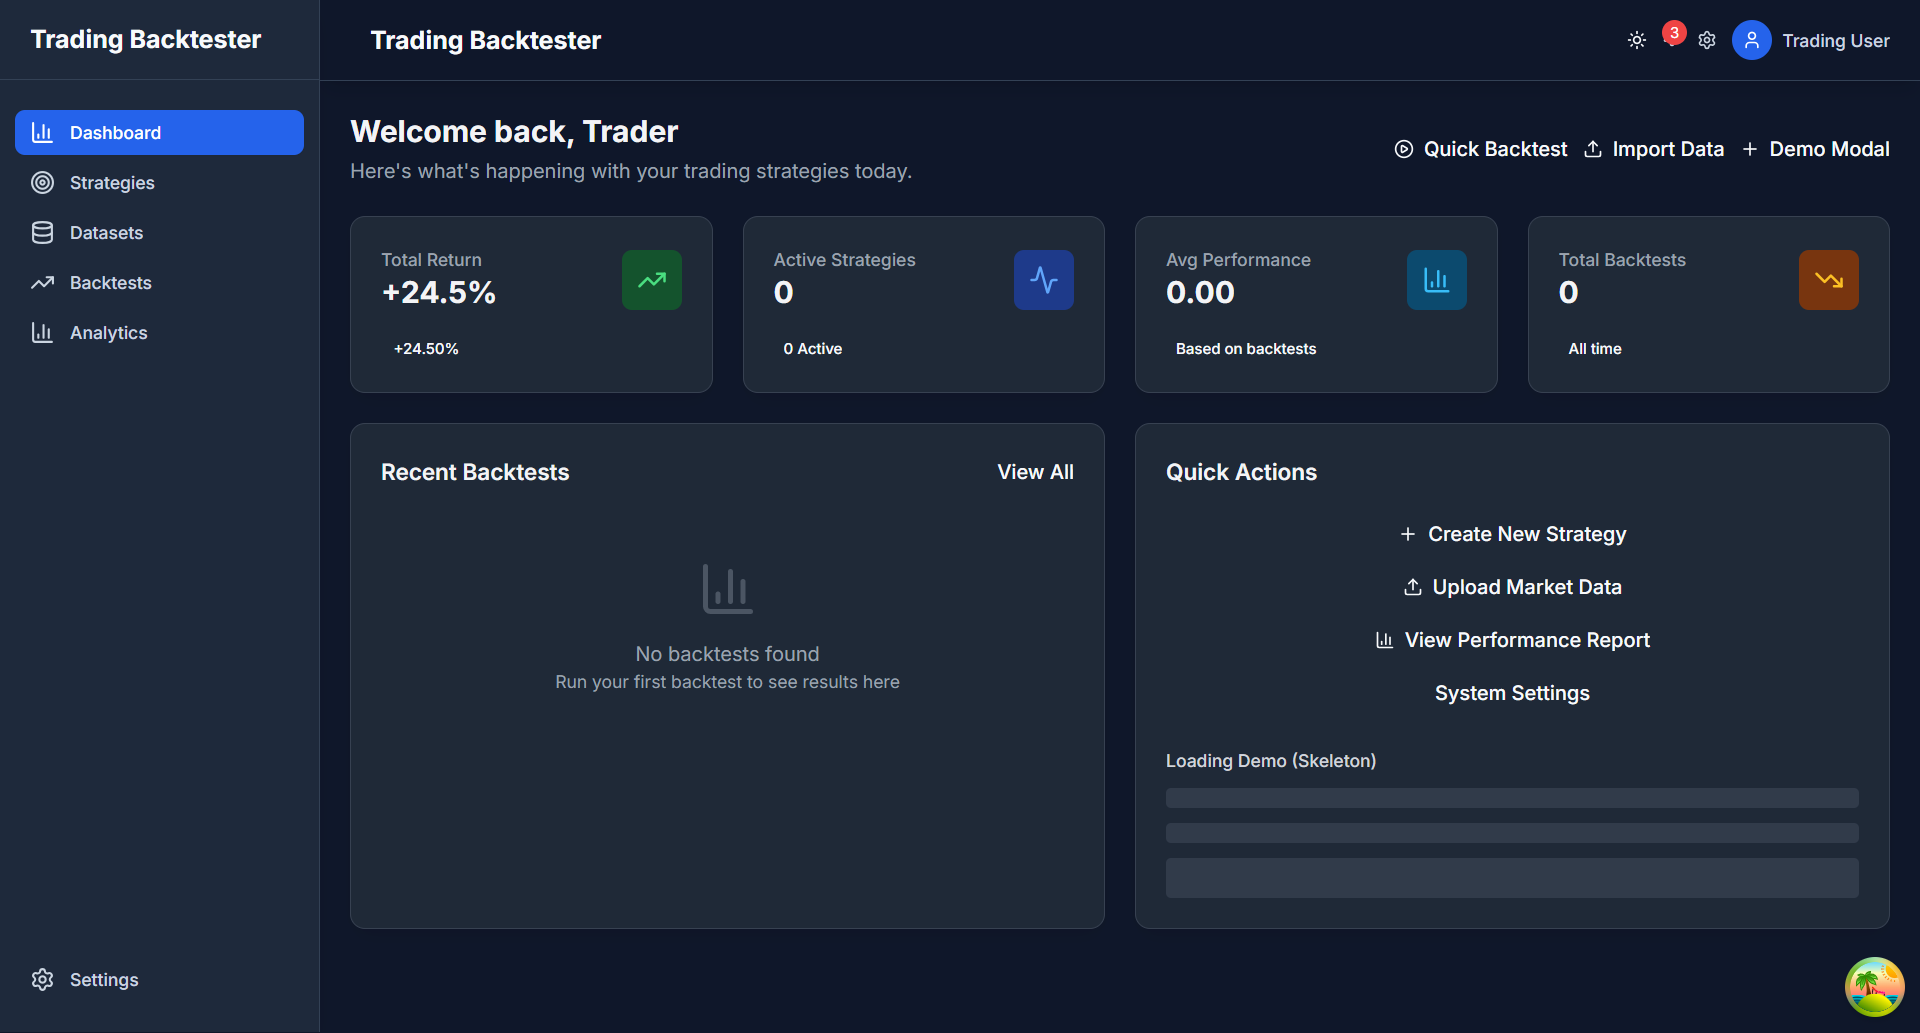 Trading Backtester
Dashboard
Strategies
Datasets
Backtests
Analytics
Settings
Trading Backtester
3
Trading User
Welcome back, Trader
Here's what's happening with your trading strategies today.
Quick Backtest
Import Data
Demo Modal
Total Return
+24.5%
+24.50%
Active Strategies
0
0 Active
Avg Performance
0.00
Based on backtests
Total Backtests
0
All time
Recent Backtests
View All
No backtests found
Run your first backtest to see results here
Quick Actions
Create New Strategy
Upload Market Data
View Performance Report
System Settings
Loading Demo (Skeleton)